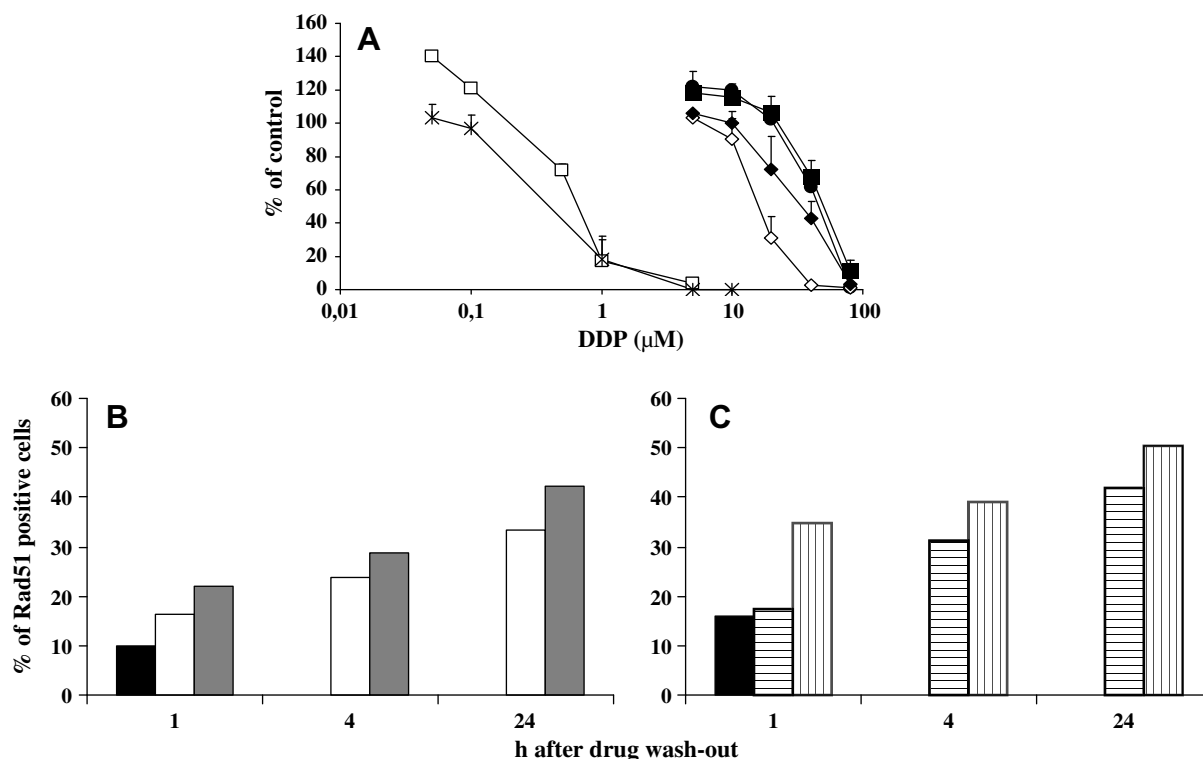 A
% of control
160
140
120
100
80
60
40
20
0
0,01 0,1 1 10 100
DDP (μM)
B
% of Rad51 positive cells
60
50
40
30
20
10
0
1 4 24
C
60
50
40
30
20
10
0
1 4 24
h after drug wash-out